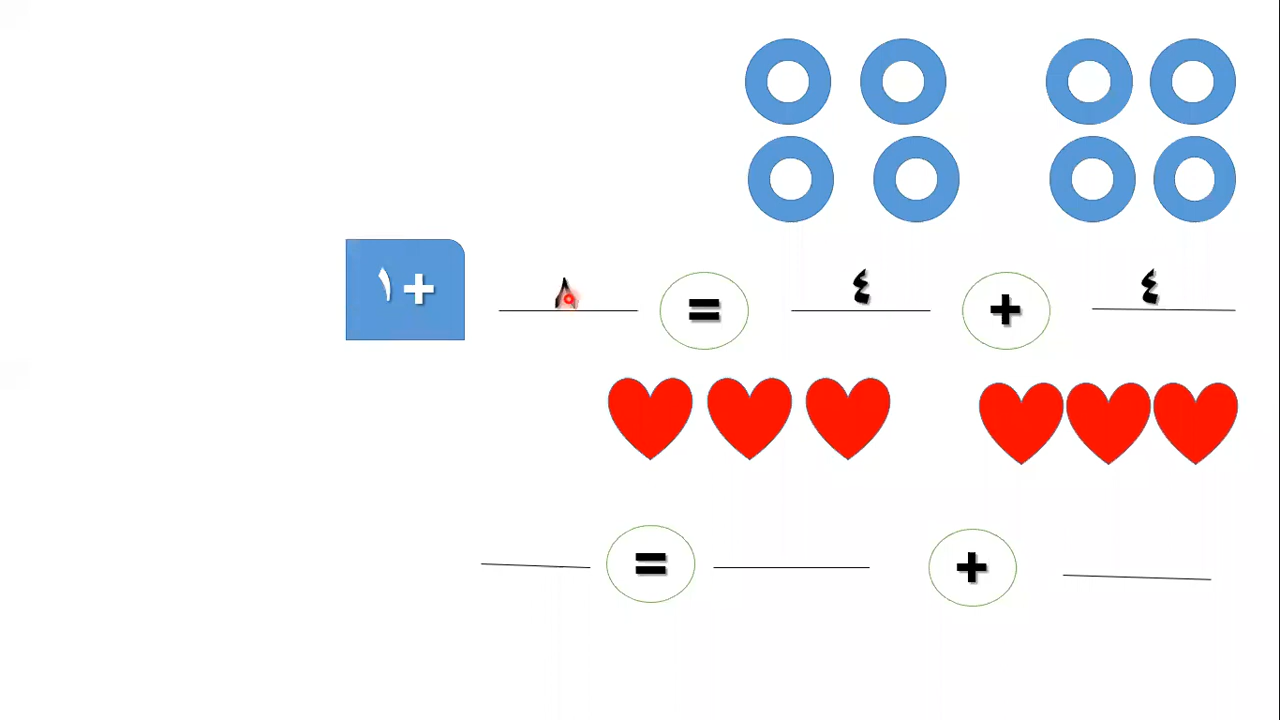 ٤ + ٤ = ٨ +١
+ =